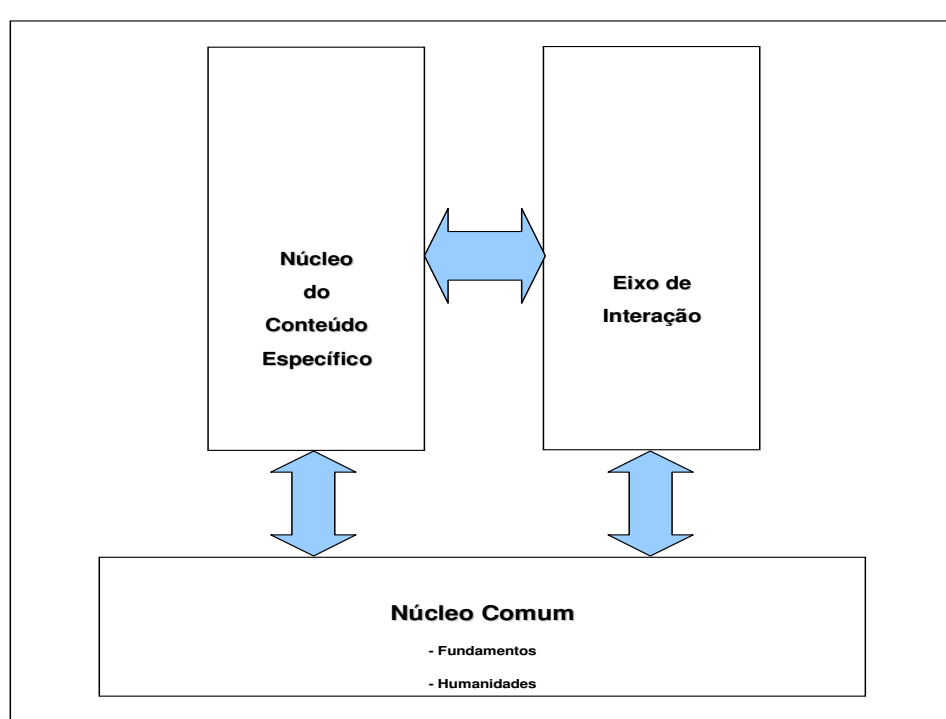 Núcleo
do
Conteúdo
Específico
Eixo de
Interação
Núcleo Comum
- Fundamentos
- Humanidades